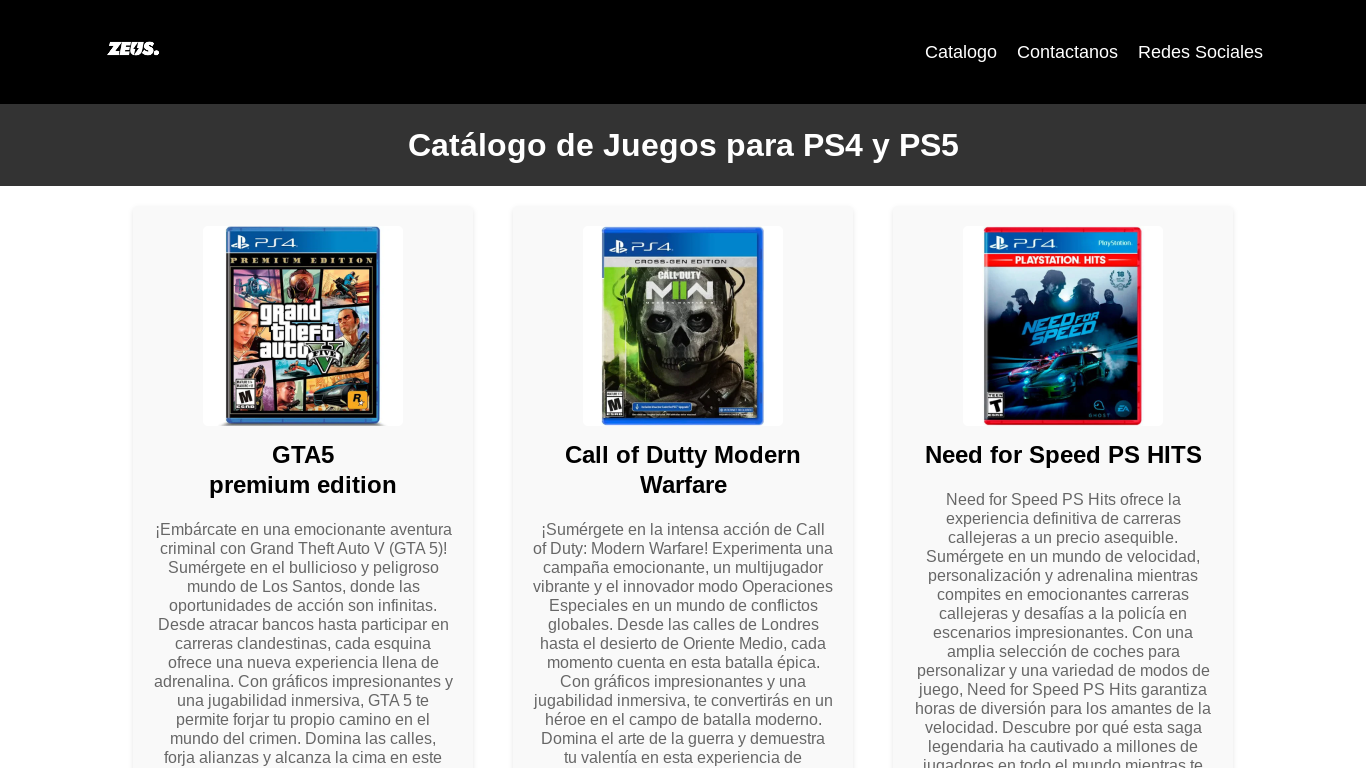 ZEUS.
Catalogo
Contactanos
Redes Sociales
Catálogo de Juegos para PS4 y PS5
PS4
PREMIUM EDITION
grand
theft
auto
V
FIVE
M
R
GTA5
premium edition
¡Embárcate en una emocionante aventura
criminal con Grand Theft Auto V (GTA 5)!
Sumérgete en el bullicioso y peligroso
mundo de Los Santos, donde las
oportunidades de acción son infinitas.
Desde atracar bancos hasta participar en
carreras clandestinas, cada esquina
ofrece una nueva experiencia llena de
adrenalina. Con gráficos impresionantes y
una jugabilidad inmersiva, GTA 5 te
permite forjar tu propio camino en el
mundo del crimen. Domina las calles,
forja alianzas y alcanza la cima en este
PS4
CROSS-GEN EDITION
CALL OF DUTY
MWII
M
Call of Dutty Modern
Warfare
¡Sumérgete en la intensa acción de Call
of Duty: Modern Warfare! Experimenta una
campaña emocionante, un multijugador
vibrante y el innovador modo Operaciones
Especiales en un mundo de conflictos
globales. Desde las calles de Londres
hasta el desierto de Oriente Medio, cada
momento cuenta en esta batalla épica.
Con gráficos impresionantes y una
jugabilidad inmersiva, te convertirás en un
héroe en el campo de batalla moderno.
Domina el arte de la guerra y demuestra
tu valentía en esta experiencia de
PS4
PlayStation
PLAYSTATION HITS
NEED FOR
SPEED
TEEN
T
ESRB
GHOST
EA
Need for Speed PS HITS
Need for Speed PS Hits ofrece la
experiencia definitiva de carreras
callejeras a un precio asequible.
Sumérgete en un mundo de velocidad,
personalización y adrenalina mientras
compites en emocionantes carreras
callejeras y desafías a la policía en
escenarios impresionantes. Con una
amplia selección de coches para
personalizar y una variedad de modos de
juego, Need for Speed PS Hits garantiza
horas de diversión para los amantes de la
velocidad. Descubre por qué esta saga
legendaria ha cautivado a millones de
jugadores en todo el mundo mientras te